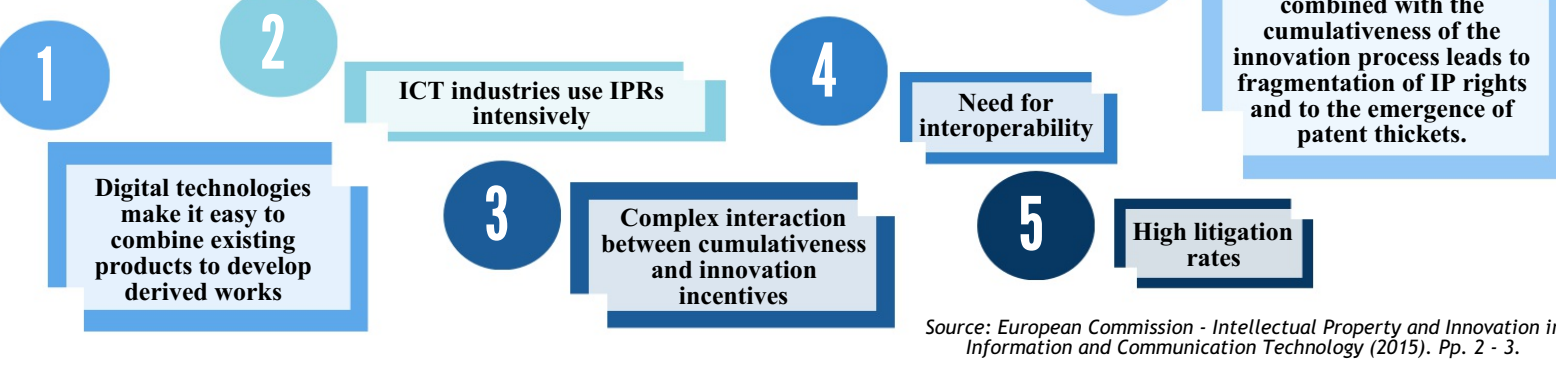 1
Digital technologies
make it easy to
combine existing
products to develop
derived works
2
ICT industries use IPRs
intensively
3
Complex interaction
between cumulativeness
and innovation
incentives
4
Need for
interoperability
5
High litigation
rates
combined with the
cumulativeness of the
innovation process leads to
fragmentation of IP rights
and to the emergence of
patent thickets.
Source: European Commission - Intellectual Property and Innovation in
Information and Communication Technology (2015). Pp. 2 - 3.